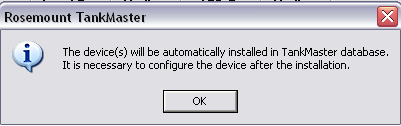 Rosemount TankMaster
The device(s) will be automatically installed in TankMaster database.
It is necessary to configure the device after the installation.
OK